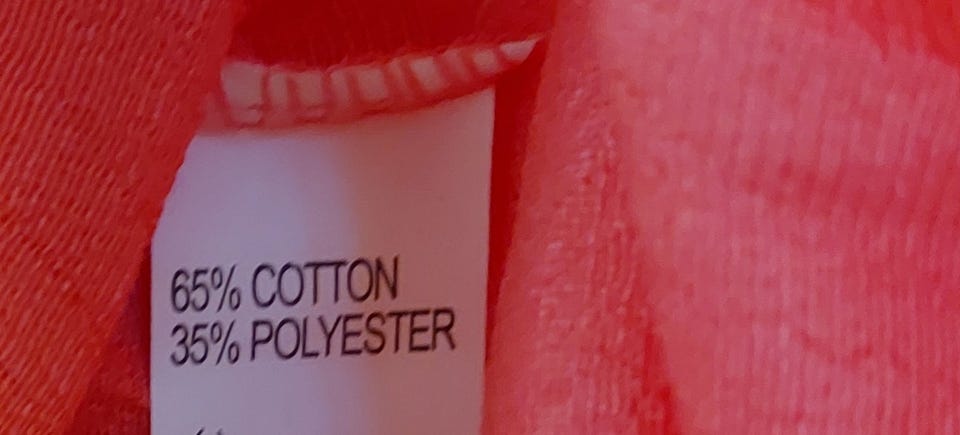 65% COTTON
35% POLYESTER